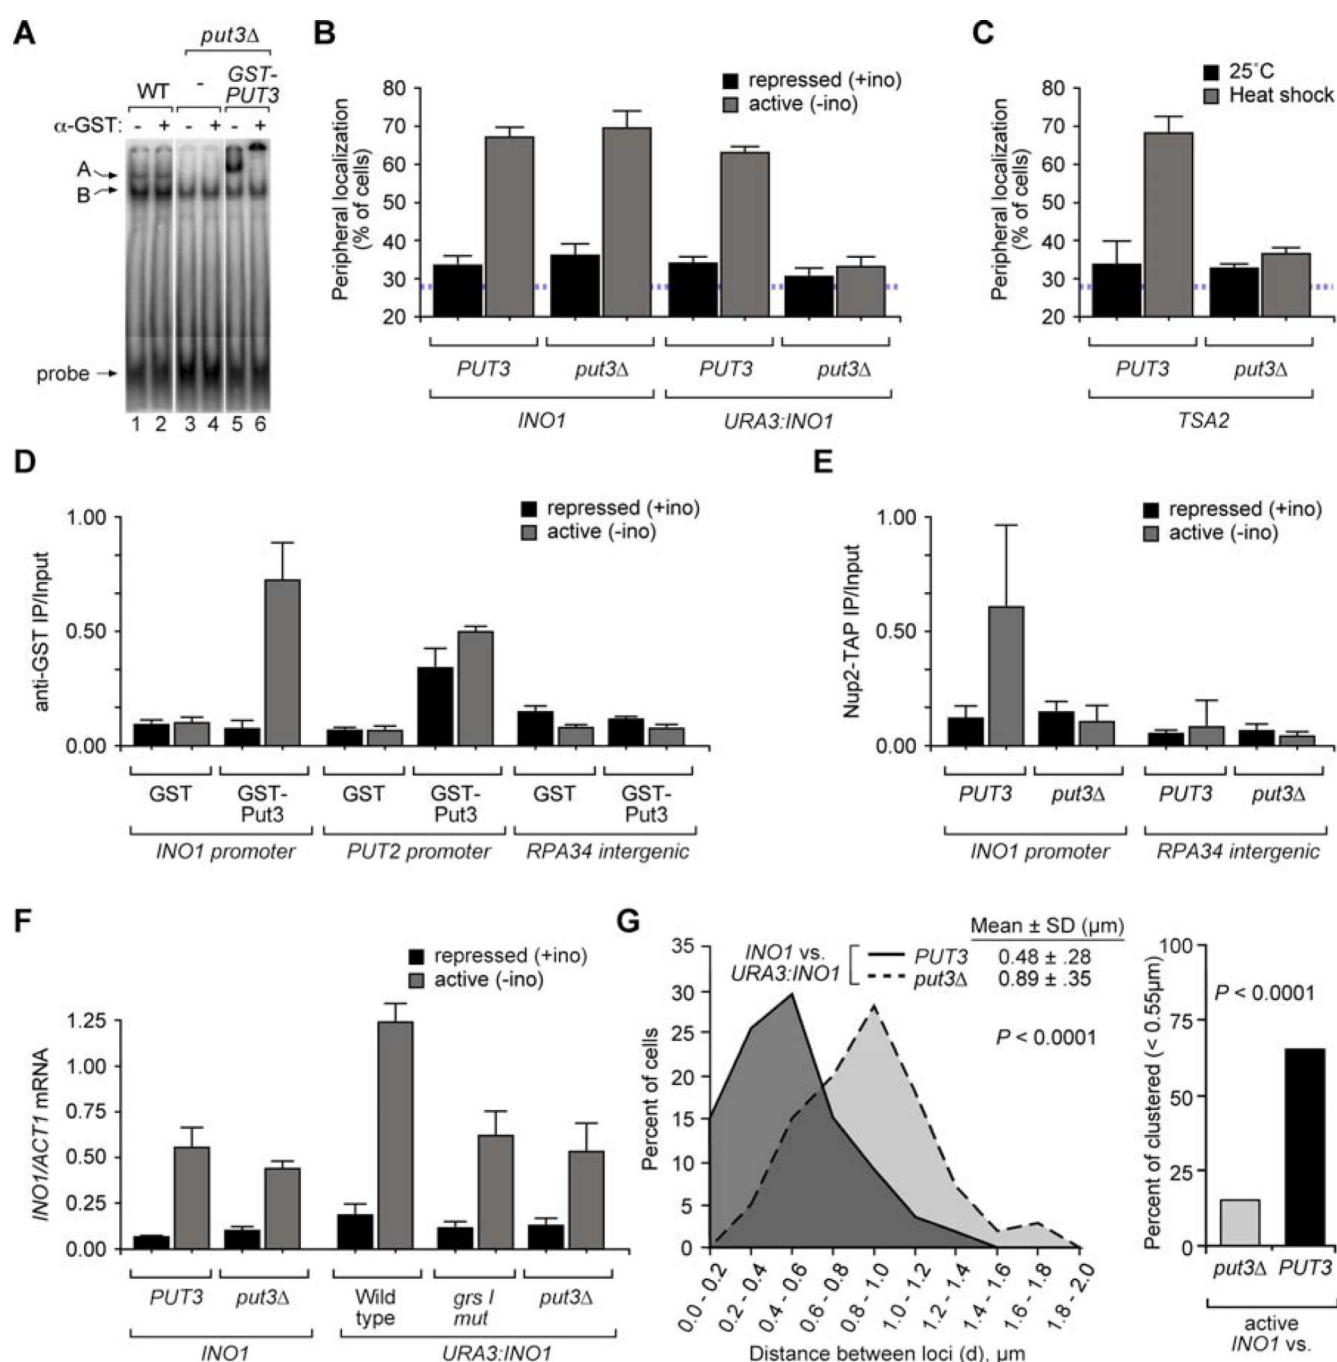 A
put3Δ
WT
-
GST-
PUT3
α-GST:
- + - + - +
A
B
probe
1 2 3 4 5 6
B
repressed (+ino)
active (-ino)
Peripheral localization
(% of cells)
80
70
60
50
40
30
20
PUT3 put3Δ PUT3 put3Δ
INO1 URA3:INO1
C
25˚C
Heat shock
Peripheral localization
(% of cells)
80
70
60
50
40
30
20
PUT3 put3Δ
TSA2
D
repressed (+ino)
active (-ino)
anti-GST IP/Input
1.00
0.50
0.00
GST GST-
Put3 GST GST-
Put3 GST GST-
Put3
INO1 promoter PUT2 promoter RPA34 intergenic
E
repressed (+ino)
active (-ino)
Nup2-TAP IP/Input
1.00
0.50
0.00
PUT3 put3Δ PUT3 put3Δ
INO1 promoter RPA34 intergenic
F
repressed (+ino)
active (-ino)
INO1/ACT1 mRNA
1.25
1.00
0.75
0.50
0.25
0.00
PUT3 put3Δ Wild
type grs I
mut put3Δ
INO1 URA3:INO1
G
Mean ± SD (µm)
INO1 vs.
URA3:INO1
PUT3 0.48 ± .28
put3Δ 0.89 ± .35
P < 0.0001
Percent of cells
35
30
25
20
15
10
5
0
0.0 - 0.2
0.2 - 0.4
0.4 - 0.6
0.6 - 0.8
0.8 - 1.0
1.0 - 1.2
1.2 - 1.4
1.4 - 1.6
1.6 - 1.8
1.8 - 2.0
Distance between loci (d), µm
Percent of clustered (< 0.55µm)
100
75
50
25
0
P < 0.0001
put3Δ PUT3
active
INO1 vs.